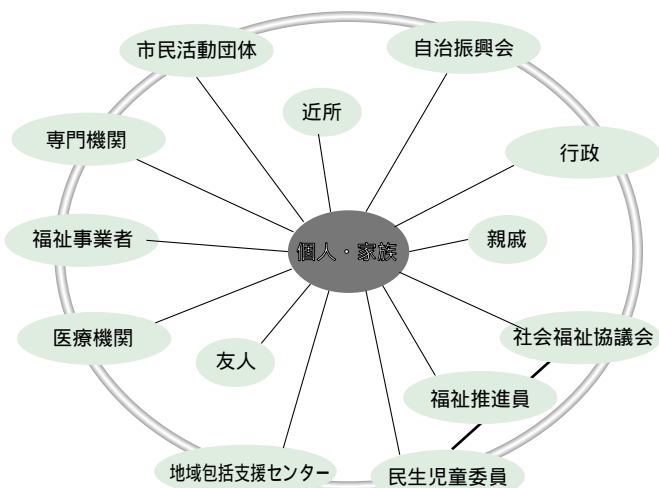 市民活動団体
自治振興会
近所
専門機関
行政
福祉事業者
個人・家族
親戚
医療機関
社会福祉協議会
友人
福祉推進員
地域包括支援センター
民生児童委員